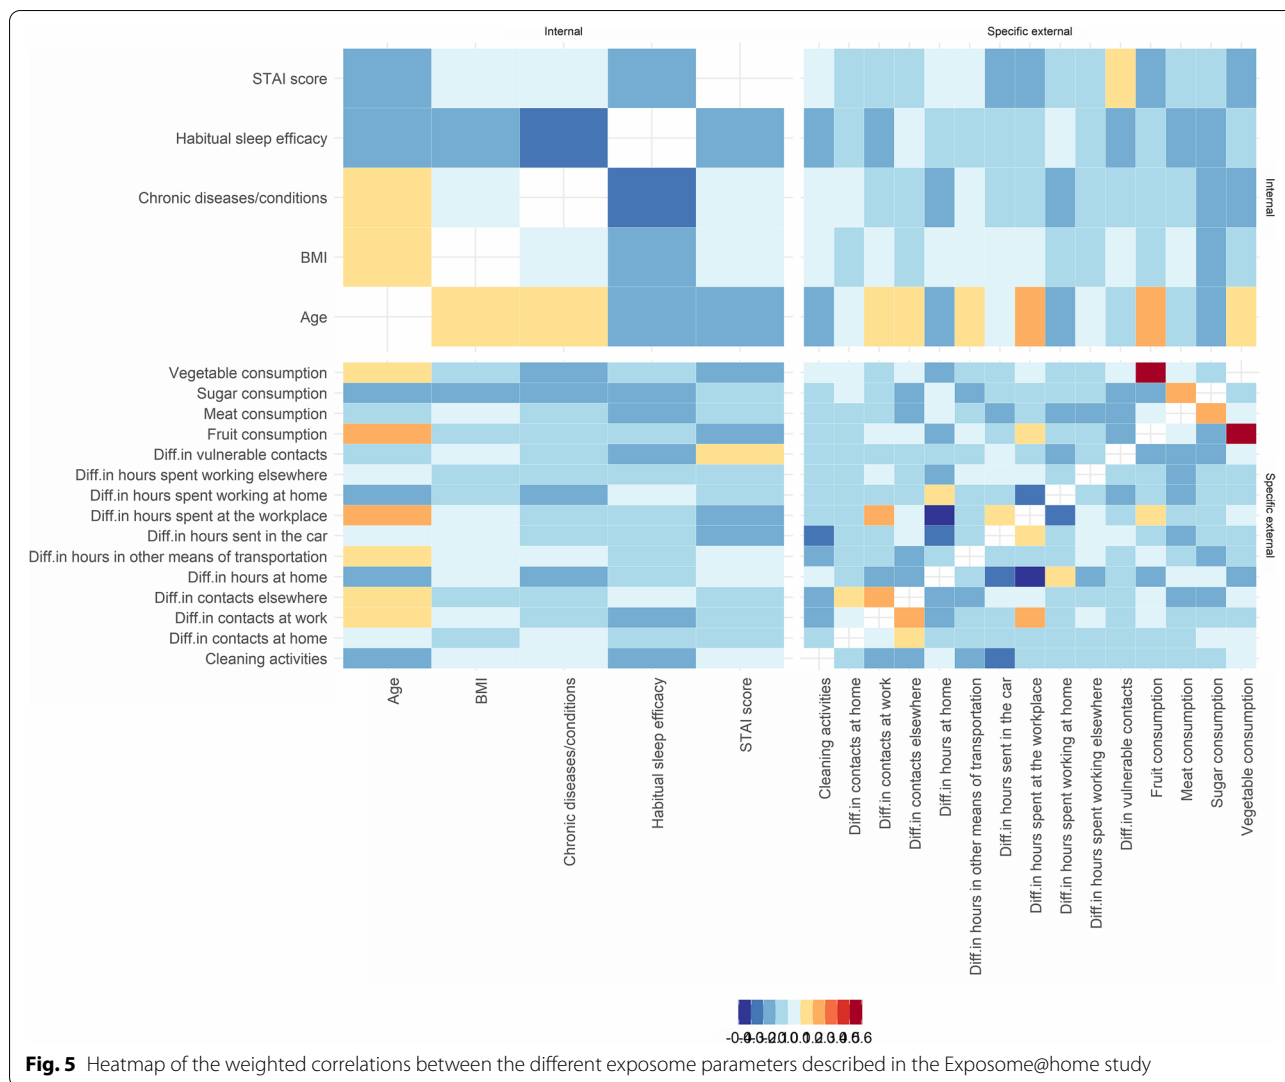 Internal
Specific external
STAI score
Habitual sleep efficacy
Chronic diseases/conditions
BMI
Age
Internal
Vegetable consumption
Sugar consumption
Meat consumption
Fruit consumption
Diff.in vulnerable contacts
Diff.in hours spent working elsewhere
Diff.in hours spent working at home
Diff.in hours spent at the workplace
Diff.in hours sent in the car
Diff.in hours in other means of transportation
Diff.in hours at home
Diff.in contacts elsewhere
Diff.in contacts at work
Diff.in contacts at home
Cleaning activities
Specific external
Age
BMI
Chronic diseases/conditions
Habitual sleep efficacy
STAI score
Cleaning activities
Diff.in contacts at home
Diff.in contacts at work
Diff.in contacts elsewhere
Diff.in hours at home
Diff.in hours in other means of transportation
Diff.in hours sent in the car
Diff.in hours spent at the workplace
Diff.in hours spent working at home
Diff.in hours spent working elsewhere
Diff.in vulnerable contacts
Fruit consumption
Meat consumption
Sugar consumption
Vegetable consumption
Fig. 5 Heatmap of the weighted correlations between the different exposome parameters described in the Exposome@home study